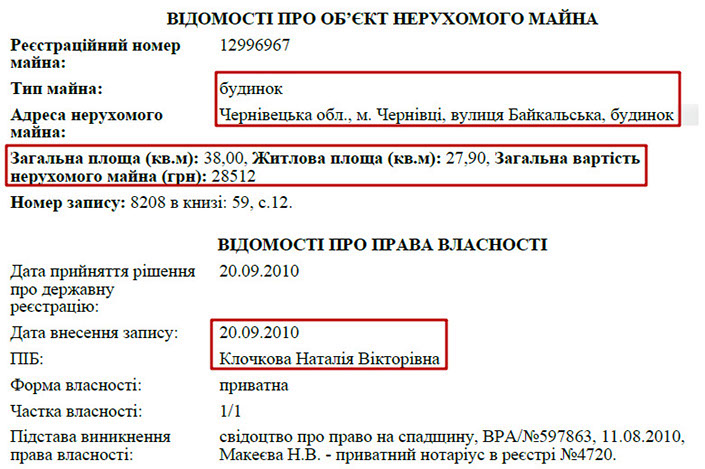 ВІДОМОСТІ ПРО ОБ’ЄКТ НЕРУХОМОГО МАЙНА
Реєстраційний номер майна: 12996967
Тип майна: будинок
Адреса нерухомого майна: Чернівецька обл., м. Чернівці, вулиця Байкальська, будинок
Загальна площа (кв.м): 38,00, Житлова площа (кв.м): 27,90, Загальна вартість
нерухомого майна (грн): 28512
Номер запису: 8208 в книзі: 59, с.12.
ВІДОМОСТІ ПРО ПРАВА ВЛАСНОСТІ
Дата прийняття рішення про державну реєстрацію: 20.09.2010
Дата внесення запису: 20.09.2010
ПІБ: Клочкова Наталія Вікторівна
Форма власності: приватна
Частка власності: 1/1
Підстава виникнення права власності: свідоцтво про право на спадщину, ВРА/№597863, 11.08.2010,
Макеєва Н.В. - приватний нотаріус в реєстрі №4720.